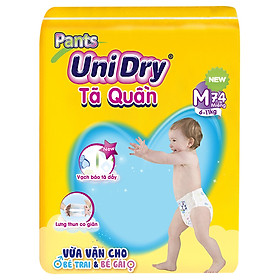 Pants
UniDry
Tã Quần
NEW
M 74
Miếng
6-11kg
New
Vạch báo tã đầy
Lưng thun co giãn
VỪA VẶN CHO
BÉ TRAI & BÉ GÁI